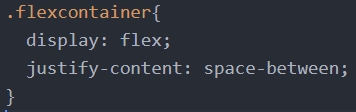 .flexcontainer{
  display: flex;
  justify-content: space-between;
}